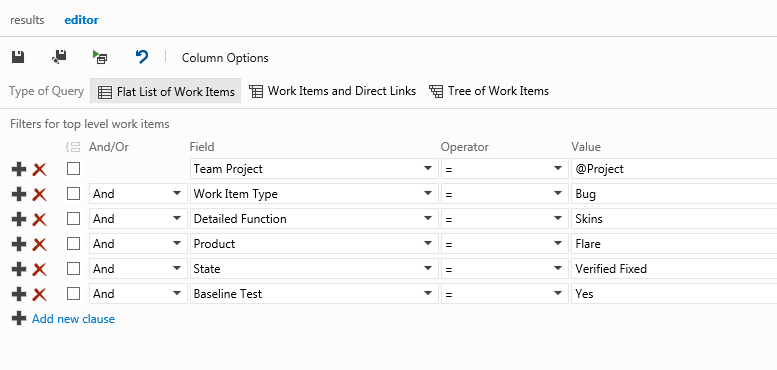 results editor
Column Options
Type of Query Flat List of Work Items Work Items and Direct Links Tree of Work Items
Filters for top level work items
And/Or Field Operator Value
Team Project = @Project
And Work Item Type = Bug
And Detailed Function = Skins
And Product = Flare
And State = Verified Fixed
And Baseline Test = Yes
Add new clause